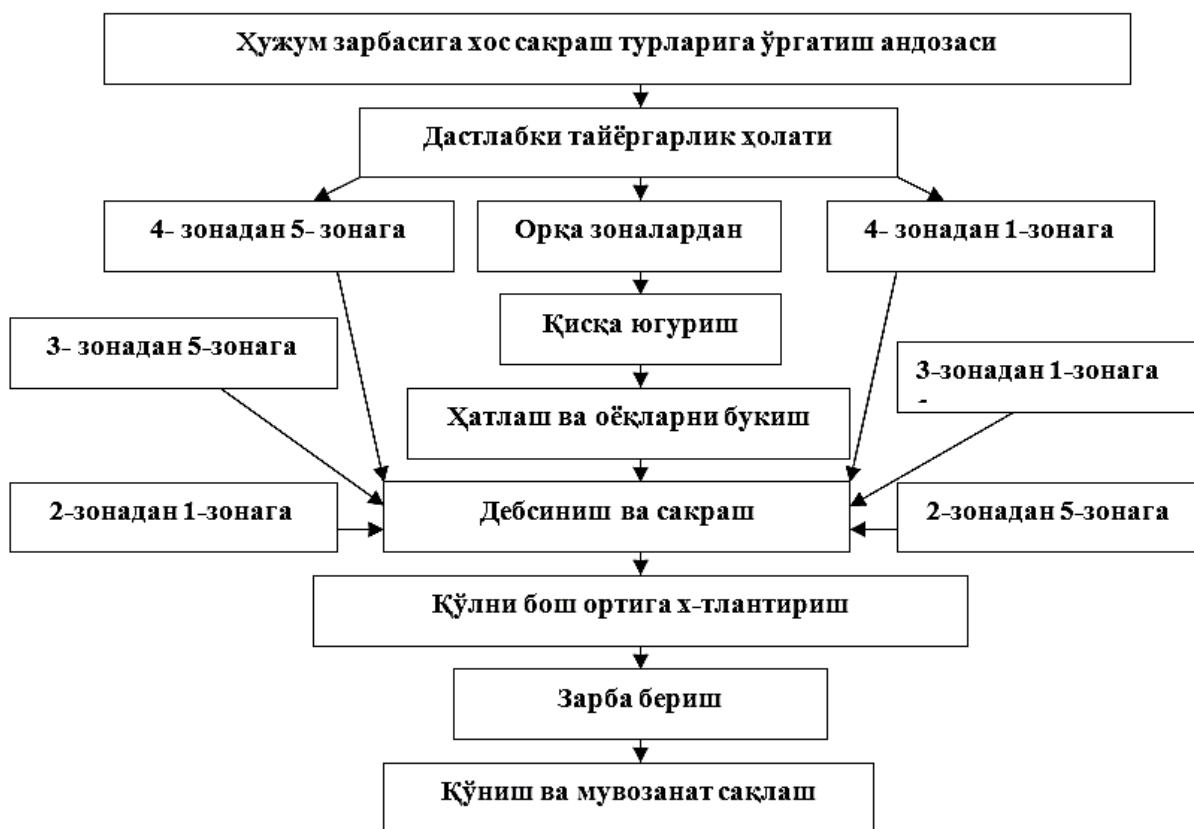 Ҳужум зарбасига хос сакраш турларига ўргатиш андозаси
Дастлабки тайёргарлик ҳолати
4- зонадан 5- зонага
Орқа зоналардан
4- зонадан 1-зонага
Қисқа югуриш
3- зонадан 5-зонага
3-зонадан 1-зонага
Ҳатлаш ва оёқларни букиш
2-зонадан 1-зонага
Дебсиниш ва сакраш
2-зонадан 5-зонага
Қўлни бош ортига х-тлантириш
Зарба бериш
Қўниш ва мувозанат сақлаш